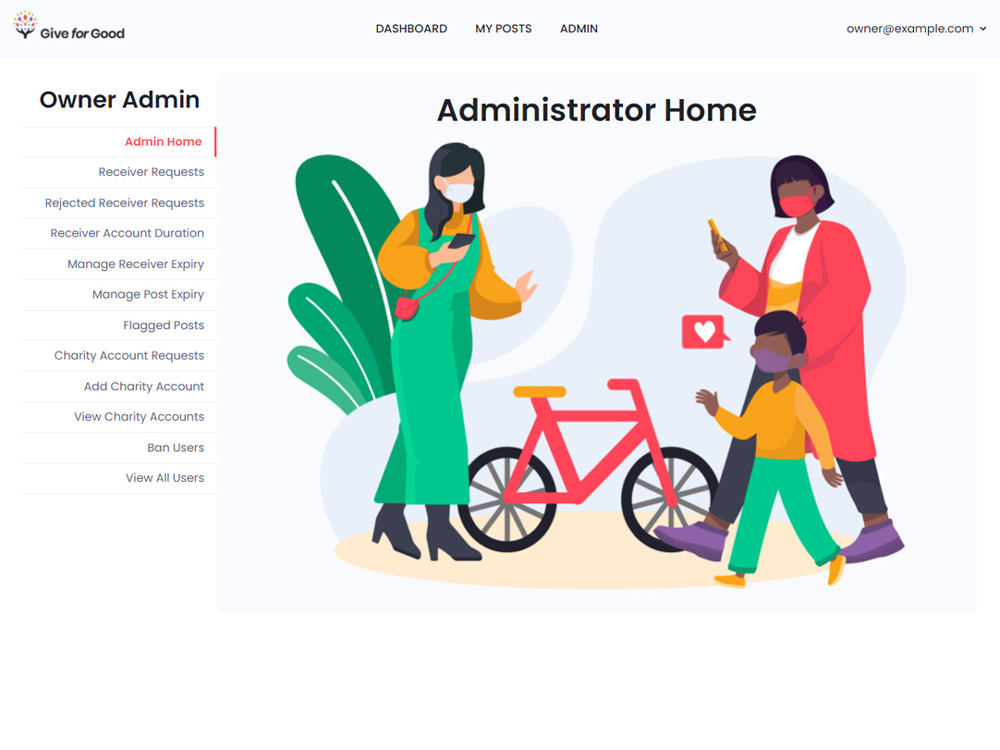 Give for Good
DASHBOARD
MY POSTS
ADMIN
owner@example.com
Owner Admin
Admin Home
Receiver Requests
Rejected Receiver Requests
Receiver Account Duration
Manage Receiver Expiry
Manage Post Expiry
Flagged Posts
Charity Account Requests
Add Charity Account
View Charity Accounts
Ban Users
View All Users
Administrator Home